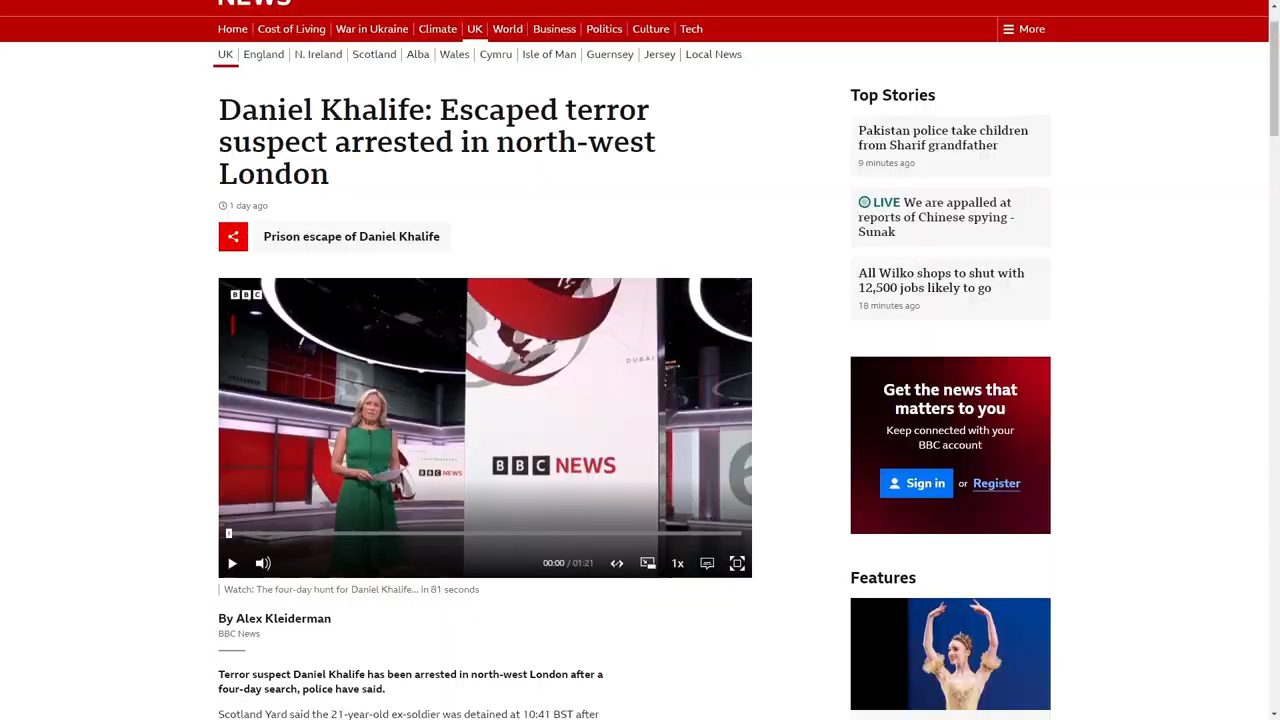 NEWS
Home Cost of Living War in Ukraine Climate UK World Business Politics Culture Tech More
UK England N. Ireland Scotland Alba Wales Cymru Isle of Man Guernsey Jersey Local News
Daniel Khalife: Escaped terror
suspect arrested in north-west
London
1 day ago
Prison escape of Daniel Khalife
BBC
DUBAI
BBC NEWS
BBC NEWS
00:00 / 01:21
1x
Watch: The four-day hunt for Daniel Khalife... in 81 seconds
By Alex Kleiderman
BBC News
Terror suspect Daniel Khalife has been arrested in north-west London after a
four-day search, police have said.
Scotland Yard said the 21-year-old ex-soldier was detained at 10:41 BST after
Top Stories
Pakistan police take children
from Sharif grandfather
9 minutes ago
LIVE We are appalled at
reports of Chinese spying -
Sunak
All Wilko shops to shut with
12,500 jobs likely to go
18 minutes ago
Get the news that
matters to you
Keep connected with your
BBC account
Sign in or Register
Features